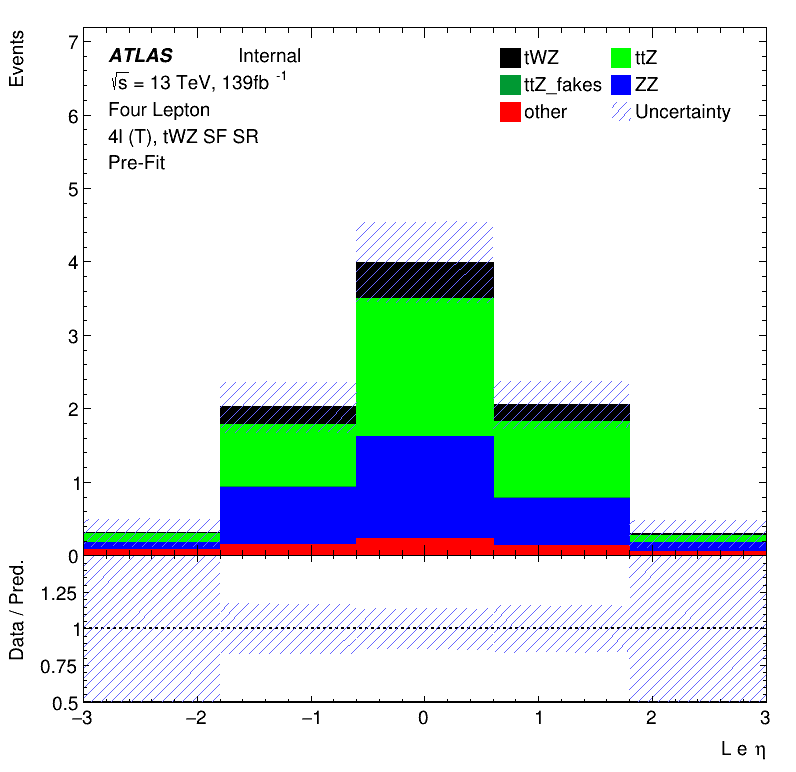 Events
7
6
5
4
3
2
1
0
ATLAS Internal
√s = 13 TeV, 139fb -1
Four Lepton
4l (T), tWZ SF SR
Pre-Fit
tWZ
ttZ
ttZ_fakes
ZZ
other
Uncertainty
Data / Pred.
1.25
1
0.75
0.5
−3 −2 −1 0 1 2 3
L e η